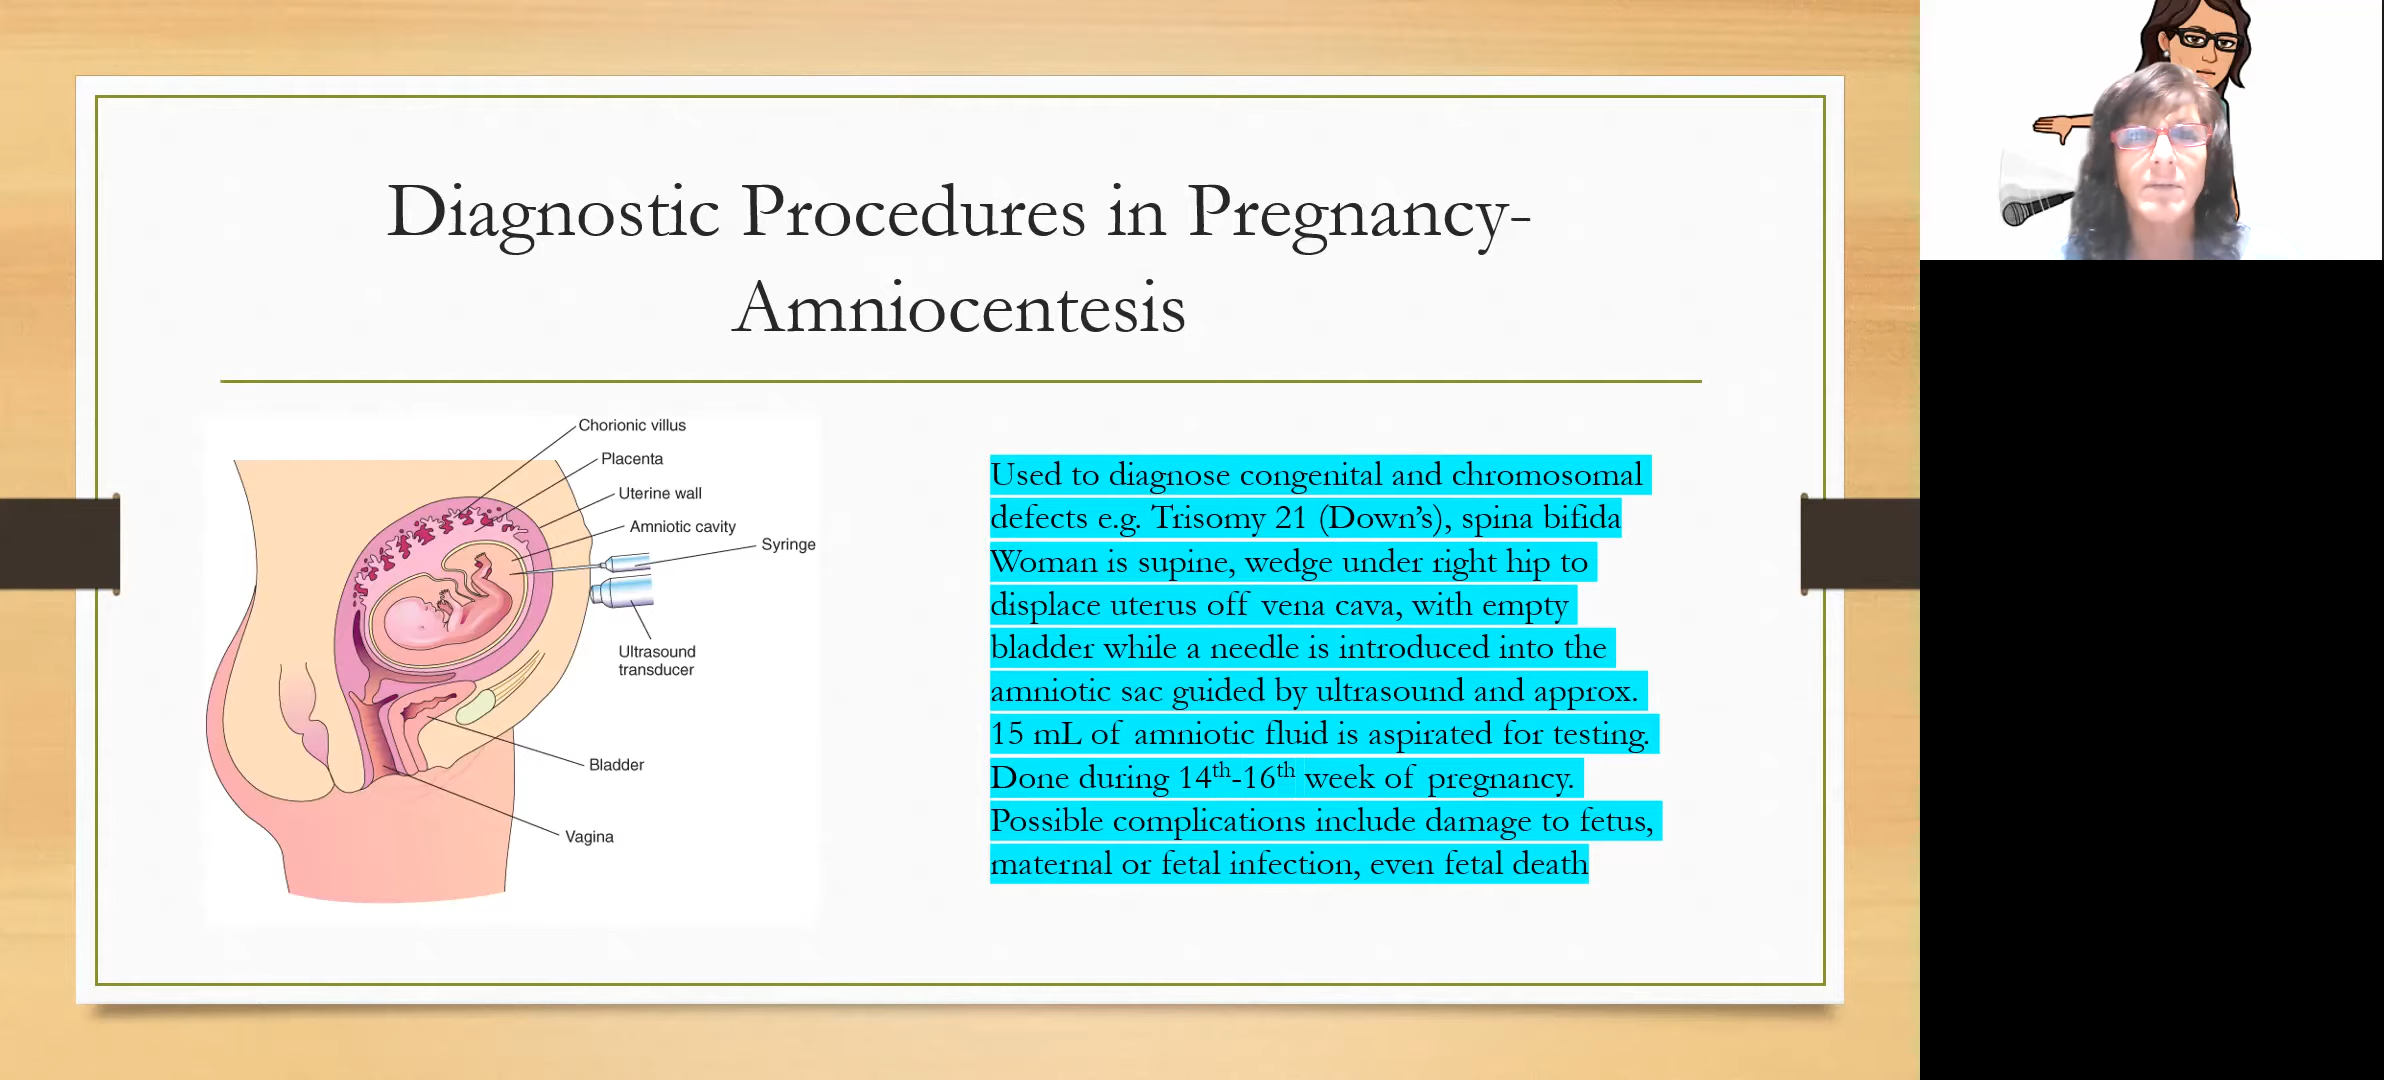 Diagnostic Procedures in Pregnancy-
Amniocentesis
Chorionic villus
Placenta
Uterine wall
Amniotic cavity
Syringe
Ultrasound
transducer
Bladder
Vagina
Used to diagnose congenital and chromosomal
defects e.g. Trisomy 21 (Down’s), spina bifida
Woman is supine, wedge under right hip to
displace uterus off vena cava, with empty
bladder while a needle is introduced into the
amniotic sac guided by ultrasound and approx.
15 mL of amniotic fluid is aspirated for testing.
Done during 14th-16th week of pregnancy.
Possible complications include damage to fetus,
maternal or fetal infection, even fetal death